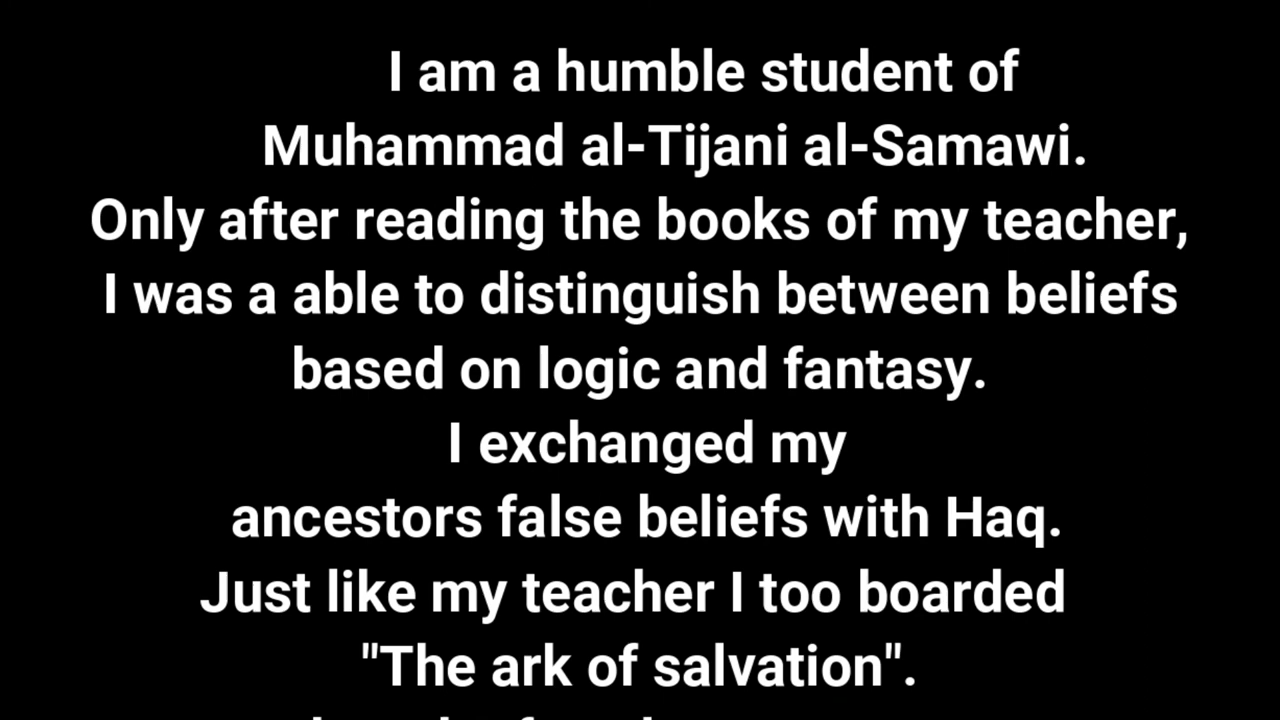 I am a humble student of
Muhammad al-Tijani al-Samawi.
Only after reading the books of my teacher,
I was a able to distinguish between beliefs
based on logic and fantasy.
I exchanged my
ancestors false beliefs with Haq.
Just like my teacher I too boarded
"The ark of salvation".